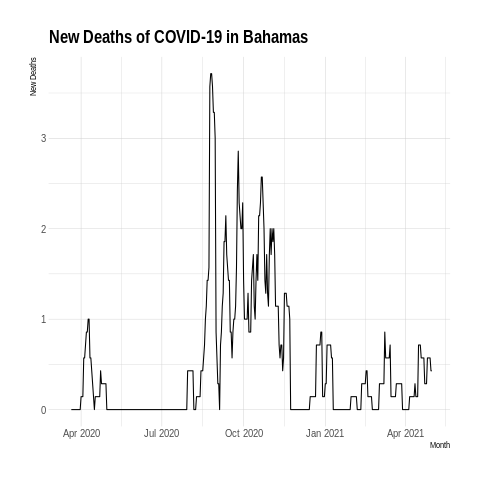 New Deaths of COVID-19 in Bahamas
New Deaths
3
2
1
0
Apr 2020 Jul 2020 Oct 2020 Jan 2021 Apr 2021
Month